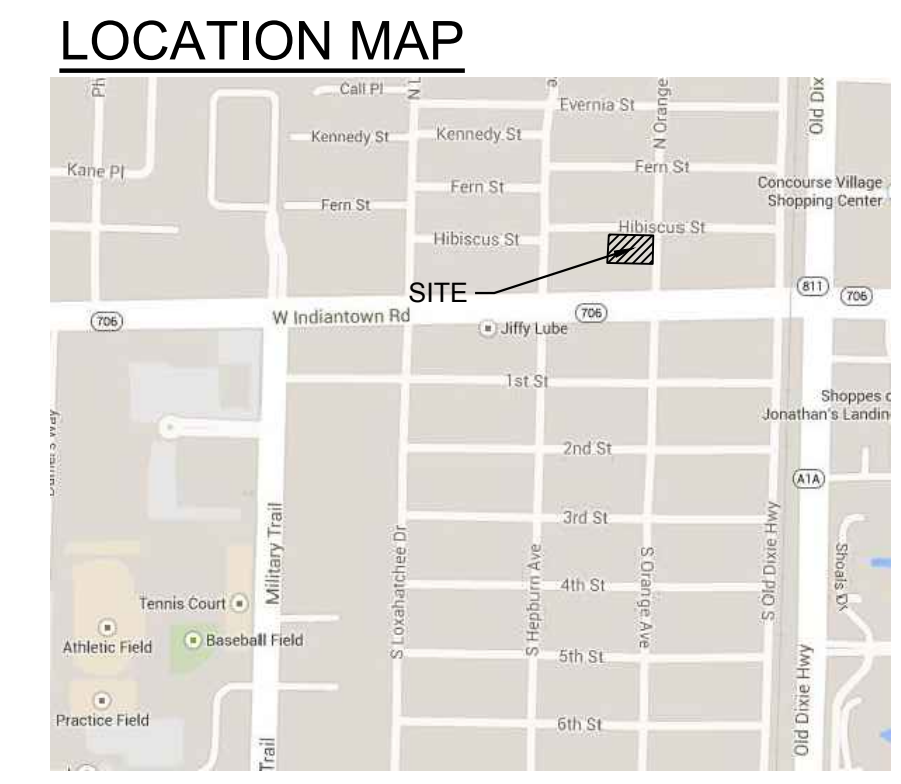 LOCATION MAP
Ph
Call Pl
N L
Evernia St
N Orange
Old Dix
Kennedy St
Kennedy St
Kane Pl
Fern St
Fern St
Fern St
Concourse Village
Shopping Center
Hibiscus St
Hibiscus St
SITE
811
706
706
706
W Indiantown Rd
Jiffy Lube
1st St
Shoppes o
Jonathan's Landin
2nd St
A1A
3rd St
Military Trail
S Loxahatchee Dr
S Hepburn Ave
S Orange Ave
S Old Dixie Hwy
Shoals Dr
4th St
Tennis Court
Athletic Field
Baseball Field
5th St
Practice Field
6th St
Old Dixie Hwy
Trail